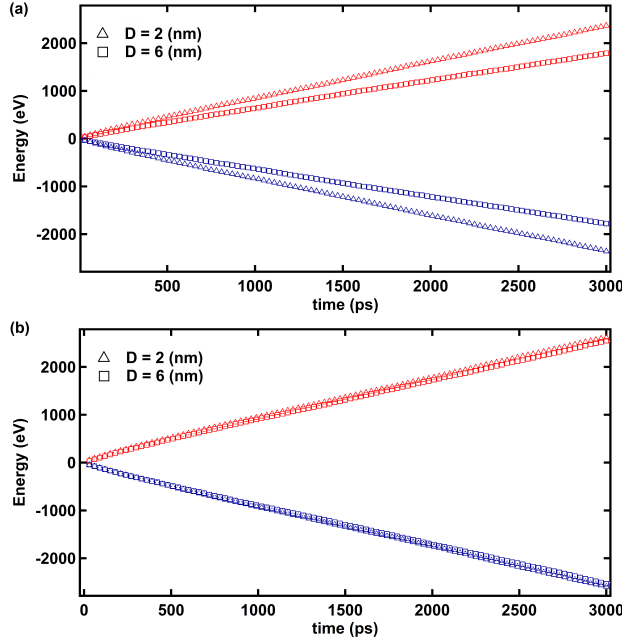 (a)
△ D = 2 (nm)
□ D = 6 (nm)
2000
1000
0
-1000
-2000
Energy (eV)
500 1000 1500 2000 2500 3000
time (ps)
(b)
△ D = 2 (nm)
□ D = 6 (nm)
2000
1000
0
-1000
-2000
Energy (eV)
0 500 1000 1500 2000 2500 3000
time (ps)